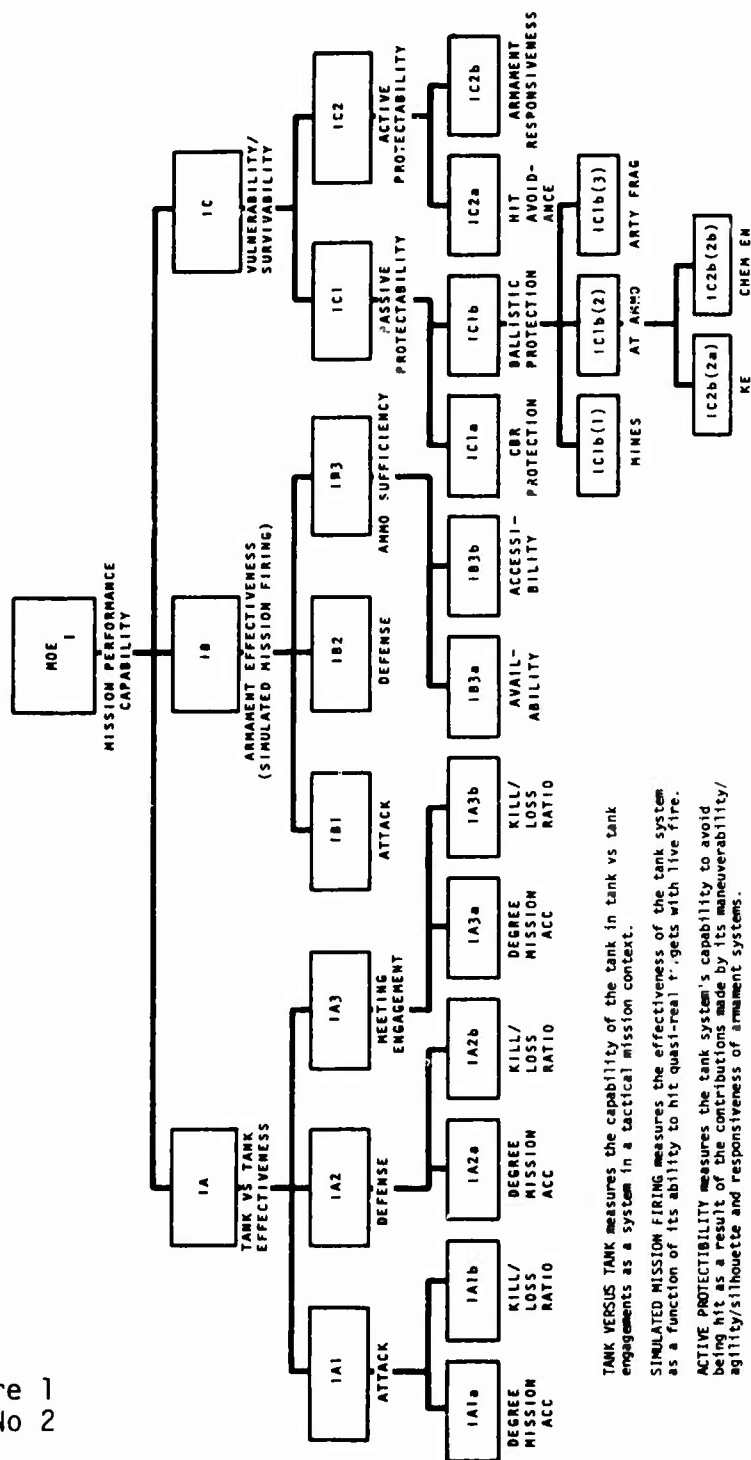 MOE
I
MISSION PERFORMANCE
CAPABILITY
IA
TANK VS TANK
EFFECTIVENESS
IB
ARMAMENT EFFECTIVENESS
(SIMULATED MISSION FIRING)
IC
VULNERABILITY/
SURVIVABILITY
IA1
ATTACK
IA2
DEFENSE
IA3
MEETING
ENGAGEMENT
IB1
ATTACK
IB2
DEFENSE
IB3
AMMO SUFFICIENCY
IC1
PASSIVE
PROTECTABILITY
IC2
ACTIVE
PROTECTABILITY
IA1a
DEGREE
MISSION
ACC
IA1b
KILL/
LOSS
RATIO
IA2a
DEGREE
MISSION
ACC
IA2b
KILL/
LOSS
RATIO
IA3a
DEGREE
MISSION
ACC
IA3b
KILL/
LOSS
RATIO
IB3a
AVAIL-
ABILITY
IB3b
ACCESSI-
BILITY
IC1a
CBR
PROTECTION
IC1b
BALLISTIC
PROTECTION
IC2a
HIT
AVOID-
ANCE
IC2b
ARMAMENT
RESPONSIVENESS
IC1b(1)
MINES
IC1b(2)
AT AMMO
IC1b(3)
ARTY FRAG
IC2b(2a)
KE
IC2b(2b)
CHEM EN
TANK VERSUS TANK measures the capability of the tank in tank vs tank
engagements as a system in a tactical mission context.
SIMULATED MISSION FIRING measures the effectiveness of the tank system
as a function of its ability to hit quasi-real with live fire.
ACTIVE PROTECTIBILITY measures the tank system's capability to avoid
being hit as a result of the contributions made by its maneuverability/
agility/silhouette and responsiveness of armament systems.
re 1
No 2